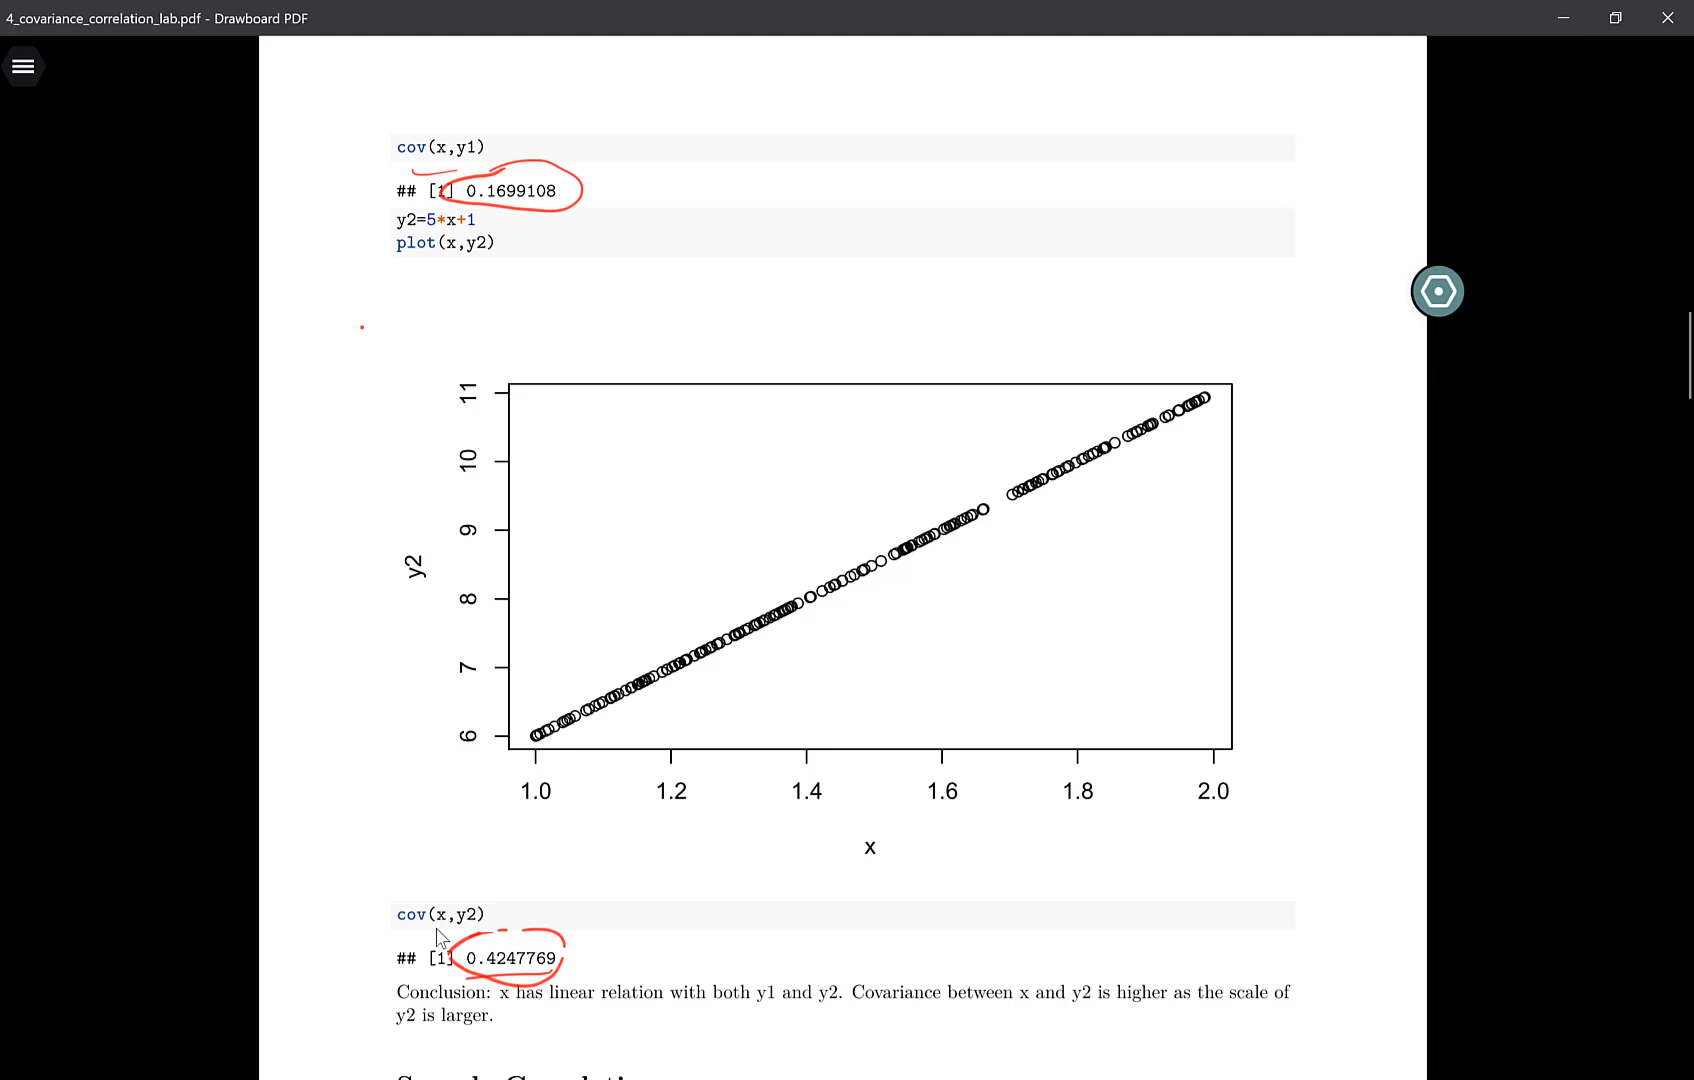 4_covariance_correlation_lab.pdf - Drawboard PDF
cov(x,y1)
## [1] 0.1699108
y2=5*x+1
plot(x,y2)
11
10
9
8
7
6
y2
1.0 1.2 1.4 1.6 1.8 2.0
x
cov(x,y2)
## [1] 0.4247769
Conclusion: x has linear relation with both y1 and y2. Covariance between x and y2 is higher as the scale of
y2 is larger.